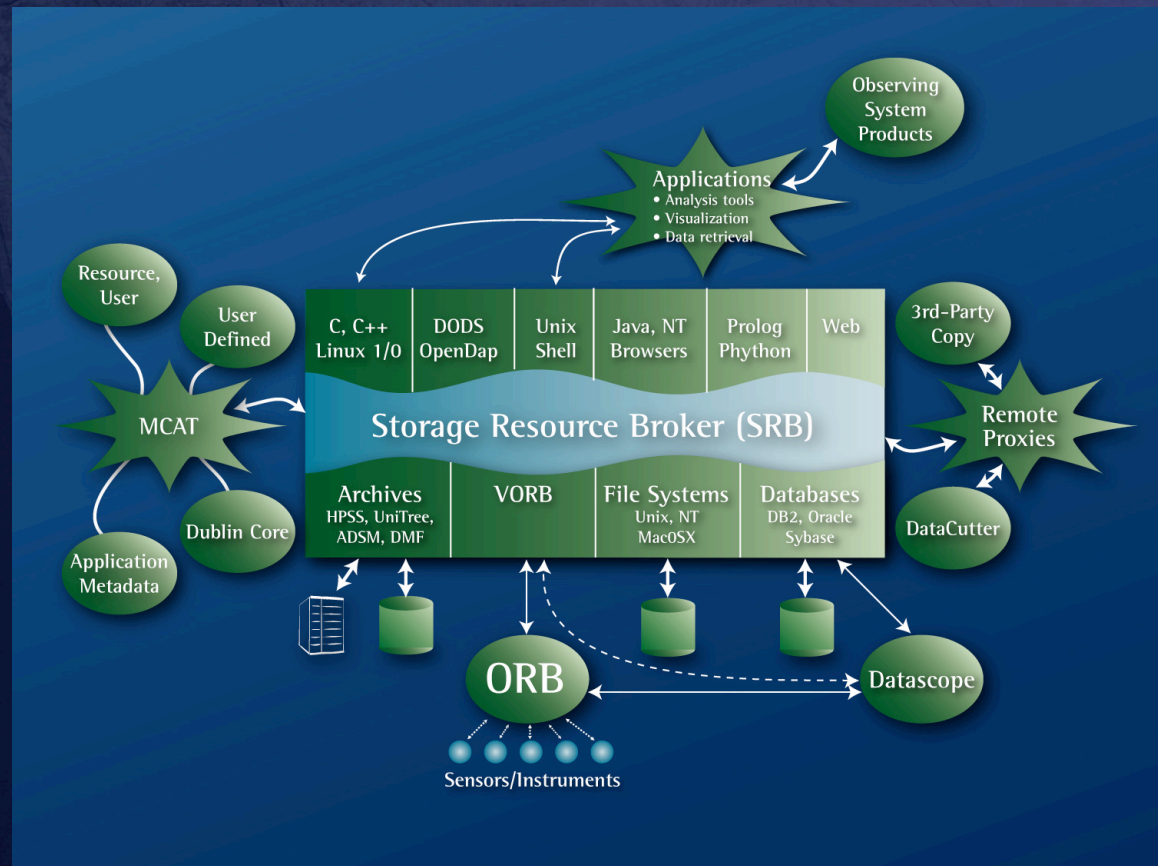 Observing
System
Products
Applications
• Analysis tools
• Visualization
• Data retrieval
Resource,
User
User
Defined
MCAT
Dublin Core
Application
Metadata
C, C++
Linux 1/0
DODS
OpenDap
Unix
Shell
Java, NT
Browsers
Prolog
Phython
Web
Storage Resource Broker (SRB)
Archives
HPSS, UniTree,
ADSM, DMF
VORB
File Systems
Unix, NT
MacOSX
Databases
DB2, Oracle
Sybase
3rd-Party
Copy
Remote
Proxies
DataCutter
ORB
Datascope
Sensors/Instruments